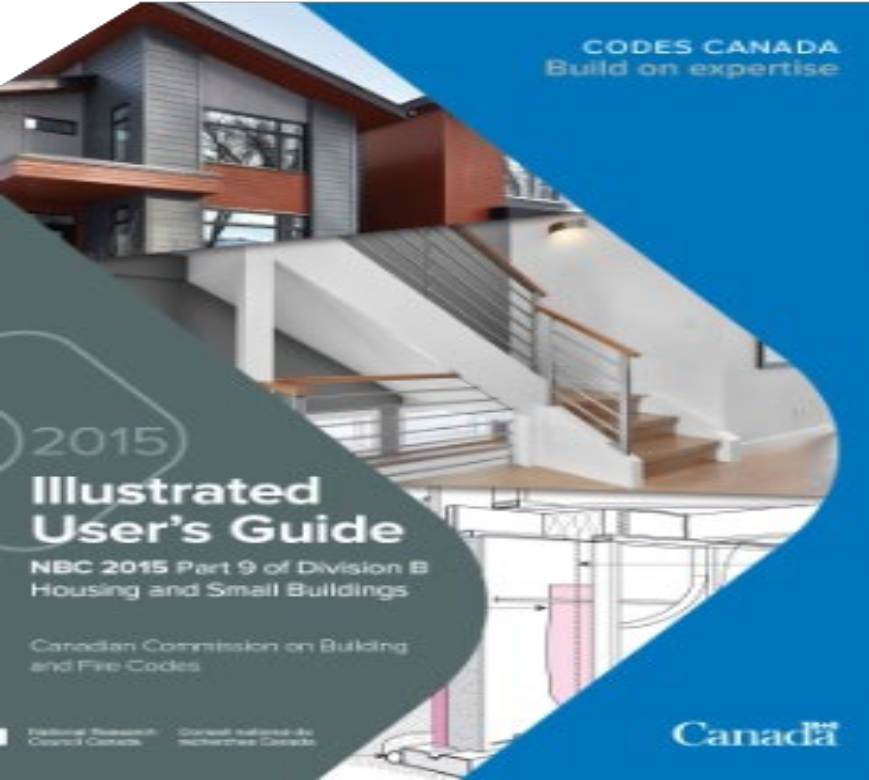 CODES CANADA
Build on expertise
2015
Illustrated
User's Guide
NBC 2015 Part 9 of Division B
Housing and Small Buildings
Canadian Commission on Building
and Fire Codes
National Research Council Canada
Conseil national de recherches Canada
Canada